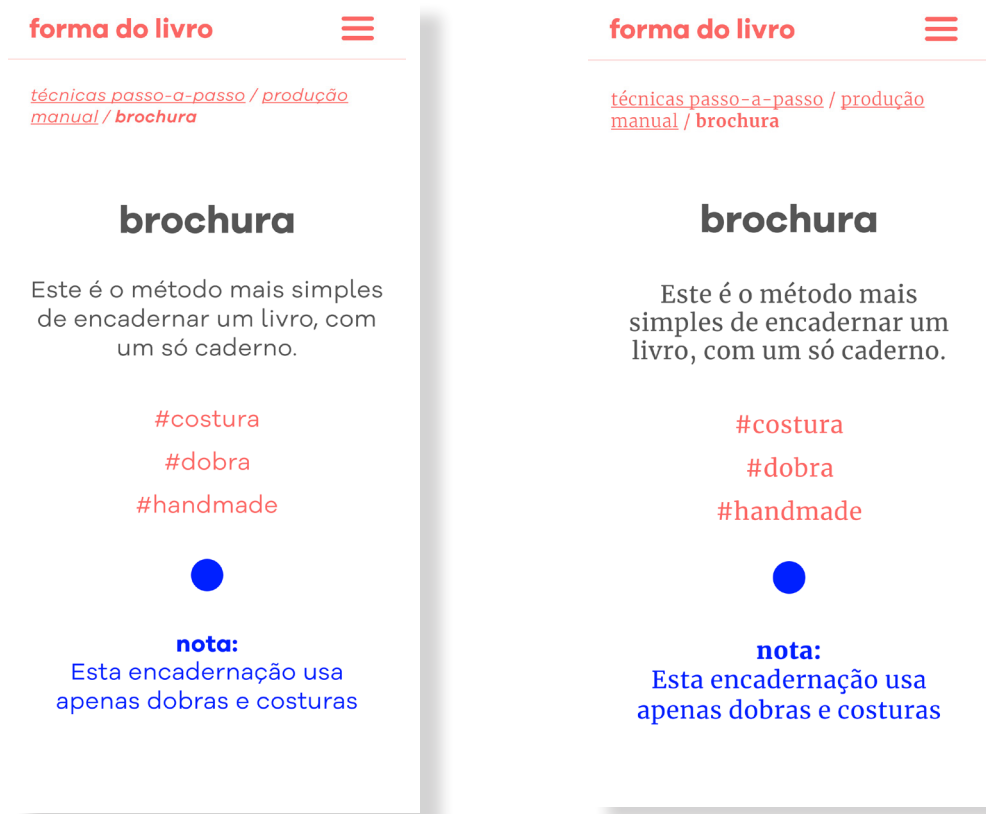 forma do livro
técnicas passo-a-passo / produção
manual / brochura
brochura
Este é o método mais simples
de encadernar um livro, com
um só caderno.
#costura
#dobra
#handmade
nota:
Esta encadernação usa
apenas dobras e costuras
forma do livro
técnicas passo-a-passo / produção
manual / brochura
brochura
Este é o método mais
simples de encadernar um
livro, com um só caderno.
#costura
#dobra
#handmade
nota:
Esta encadernação usa
apenas dobras e costuras